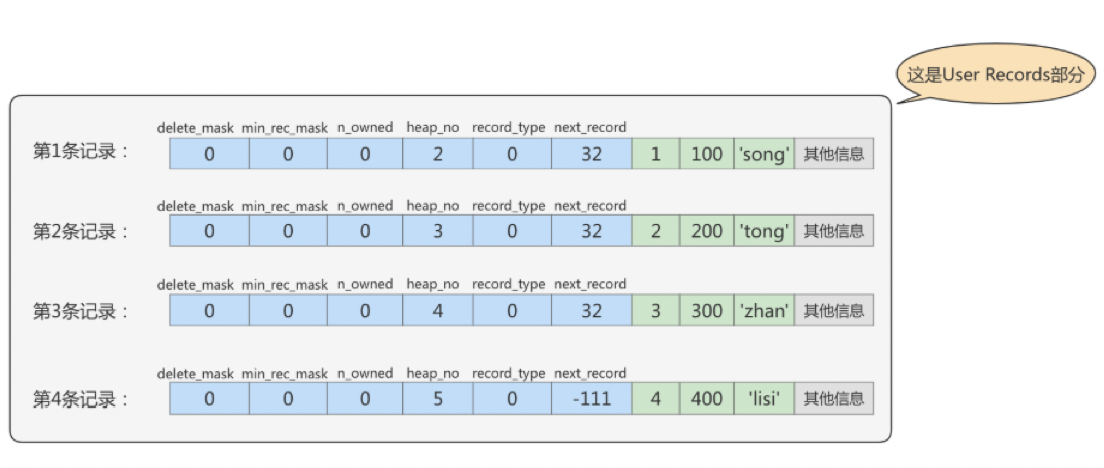 这是User Records部分
delete_mask min_rec_mask n_owned heap_no record_type next_record
第1条记录： 0 0 0 2 0 32 1 100 'song' 其他信息
delete_mask min_rec_mask n_owned heap_no record_type next_record
第2条记录： 0 0 0 3 0 32 2 200 'tong' 其他信息
delete_mask min_rec_mask n_owned heap_no record_type next_record
第3条记录： 0 0 0 4 0 32 3 300 'zhan' 其他信息
delete_mask min_rec_mask n_owned heap_no record_type next_record
第4条记录： 0 0 0 5 0 -111 4 400 'lisi' 其他信息